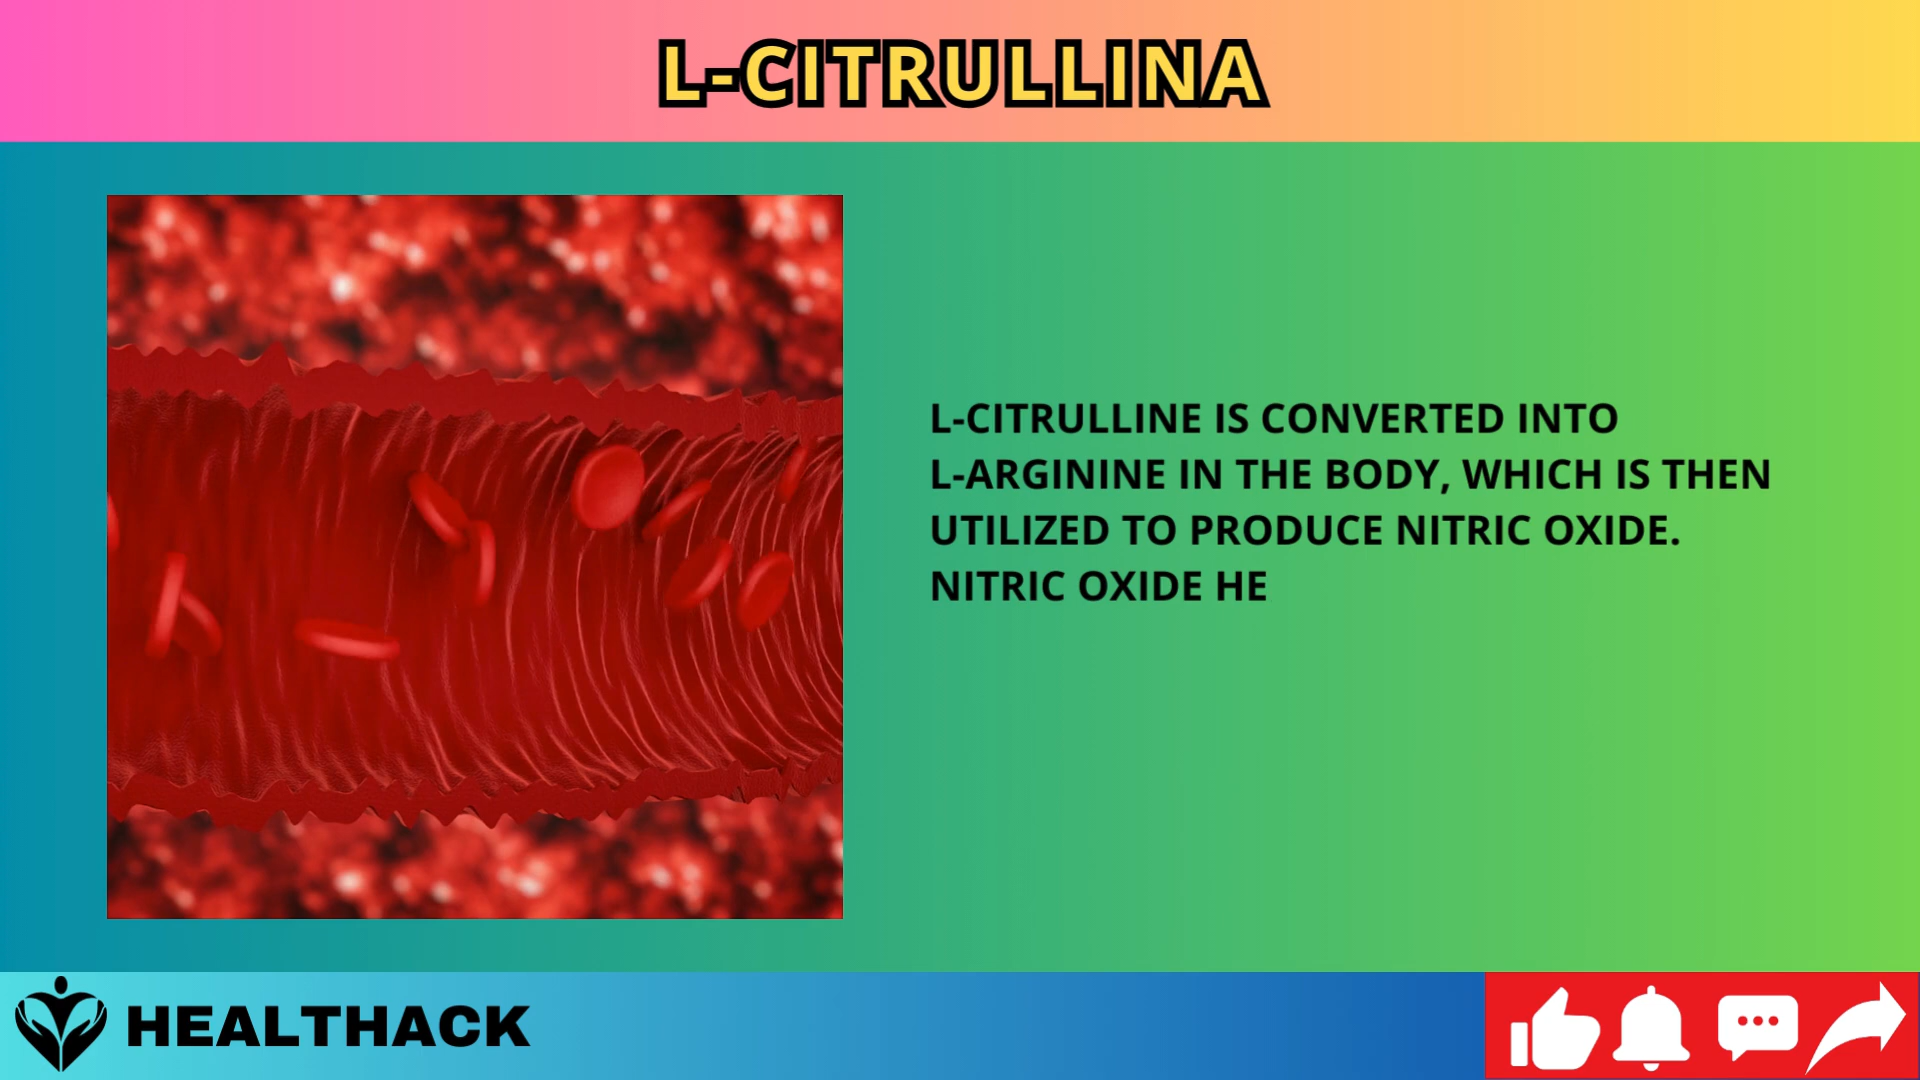 L-CITRULLINA
L-CITRULLINE IS CONVERTED INTO
L-ARGININE IN THE BODY, WHICH IS THEN
UTILIZED TO PRODUCE NITRIC OXIDE.
NITRIC OXIDE HE
HEALTHACK